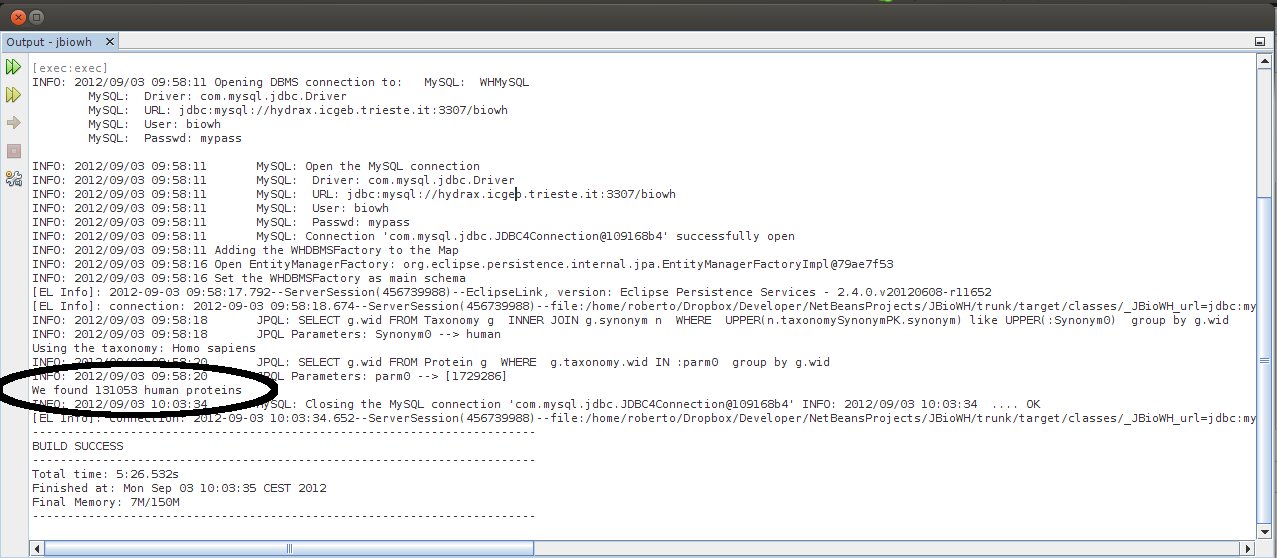 Output - jbiowh
[exec:exec]
INFO: 2012/09/03 09:58:11 Opening DBMS connection to:   MySQL:  WHMySQL
MySQL:  Driver: com.mysql.jdbc.Driver
MySQL:  URL: jdbc:mysql://hydrax.icgeb.trieste.it:3307/biowh
MySQL:  User: biowh
MySQL:  Passwd: mypass
INFO: 2012/09/03 09:58:11       MySQL: Open the MySQL connection
INFO: 2012/09/03 09:58:11       MySQL:  Driver: com.mysql.jdbc.Driver
INFO: 2012/09/03 09:58:11       MySQL:  URL: jdbc:mysql://hydrax.icgeb.trieste.it:3307/biowh
INFO: 2012/09/03 09:58:11       MySQL:  User: biowh
INFO: 2012/09/03 09:58:11       MySQL:  Passwd: mypass
INFO: 2012/09/03 09:58:11       MySQL: Connection 'com.mysql.jdbc.JDBC4Connection@109168b4' successfully open
INFO: 2012/09/03 09:58:11 Adding the WHDBMSFactory to the Map
INFO: 2012/09/03 09:58:16 Open EntityManagerFactory: org.eclipse.persistence.internal.jpa.EntityManagerFactoryImpl@79ae7f53
INFO: 2012/09/03 09:58:16 Set the WHDBMSFactory as main schema
[EL Info]: 2012-09-03 09:58:17.792--ServerSession(456739988)--EclipseLink, version: Eclipse Persistence Services - 2.4.0.v20120608-r11652
[EL Info]: connection: 2012-09-03 09:58:18.674--ServerSession(456739988)--file:/home/roberto/Dropbox/Developer/NetBeansProjects/JBioWH/trunk/target/classes/_JBioWH_url=jdbc:my
INFO: 2012/09/03 09:58:18       JPQL: SELECT g.wid FROM Taxonomy g  INNER JOIN g.synonym n  WHERE  UPPER(n.taxonomySynonymPK.synonym) like UPPER(:Synonym0)  group by g.wid
INFO: 2012/09/03 09:58:18       JPQL Parameters: Synonym0 --> human
Using the taxonomy: Homo sapiens
INFO: 2012/09/03 09:58:20       JPQL: SELECT g.wid FROM Protein g  WHERE  g.taxonomy.wid IN :parm0  group by g.wid
INFO: 2012/09/03 09:58:20       JPQL Parameters: parm0 --> [1729286]
We found 131053 human proteins
INFO: 2012/09/03 10:03:34       MySQL: Closing the MySQL connection 'com.mysql.jdbc.JDBC4Connection@109168b4' INFO: 2012/09/03 10:03:34  .... OK
[EL Info]: connection: 2012-09-03 10:03:34.652--ServerSession(456739988)--file:/home/roberto/Dropbox/Developer/NetBeansProjects/JBioWH/trunk/target/classes/_JBioWH_url=jdbc:my
------------------------------------------------------------------------
BUILD SUCCESS
------------------------------------------------------------------------
Total time: 5:26.532s
Finished at: Mon Sep 03 10:03:35 CEST 2012
Final Memory: 7M/150M
------------------------------------------------------------------------